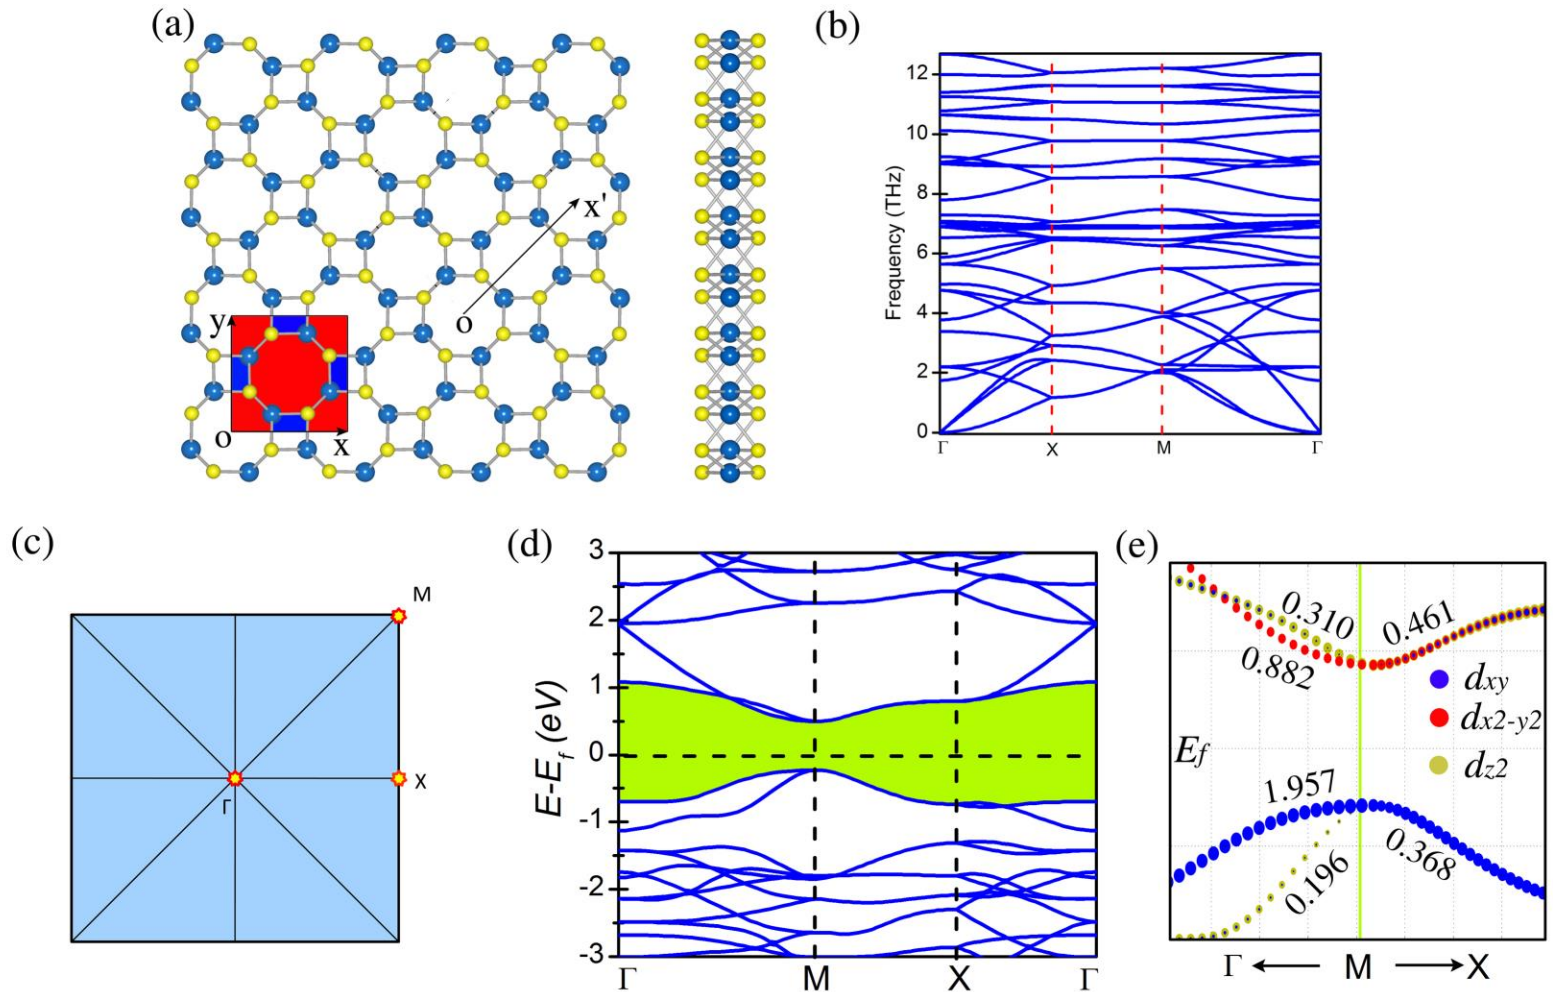 (a)
x'
o
y
o
x
(b)
Frequency (THz)
12
10
8
6
4
2
0
Γ X M Γ
(c)
M
X
Γ
(d)
E-E_f (eV)
3
2
1
0
-1
-2
-3
Γ M X Γ
(e)
0.310
0.461
0.882
dxy
dx2-y2
dz2
Ef
1.957
0.368
0.196
Γ ← M → X